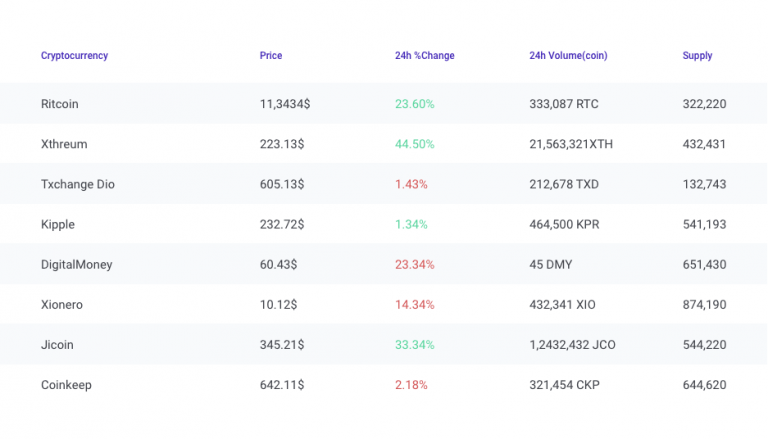 Cryptocurrency Price 24h %Change 24h Volume(coin) Supply
Ritcoin 11,3434$ 23.60% 333,087 RTC 322,220
Xthreum 223.13$ 44.50% 21,563,321XTH 432,431
Txchange Dio 605.13$ 1.43% 212,678 TXD 132,743
Kipple 232.72$ 1.34% 464,500 KPR 541,193
DigitalMoney 60.43$ 23.34% 45 DMY 651,430
Xionero 10.12$ 14.34% 432,341 XIO 874,190
Jicoin 345.21$ 33.34% 1,2432,432 JCO 544,220
Coinkeep 642.11$ 2.18% 321,454 CKP 644,620